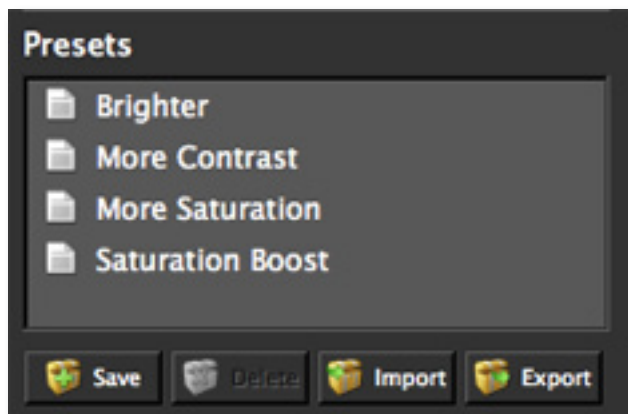 Presets
Brighter
More Contrast
More Saturation
Saturation Boost
Save Delete Import Export